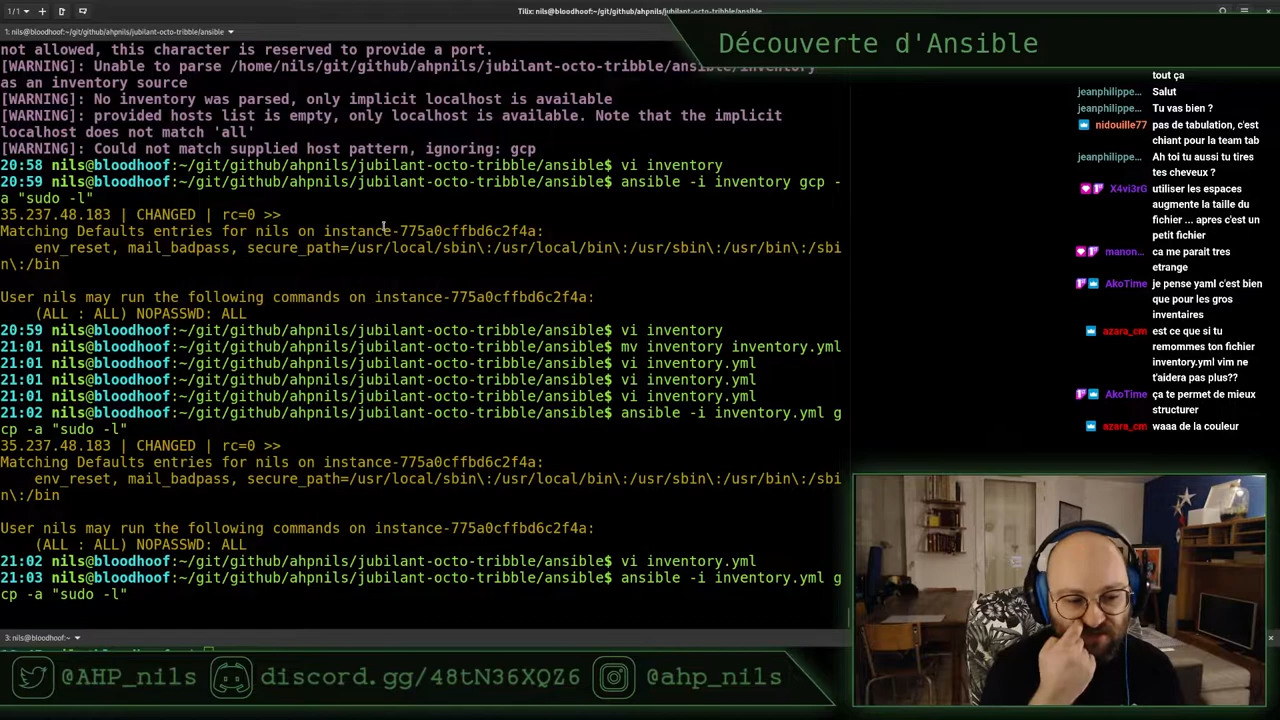 1/1
Tilix: nils@bloodhoof:~/git/github/ahpnils/jubilant-octo-tribble/ansible
1: nils@bloodhoof:~/git/github/ahpnils/jubilant-octo-tribble/ansible
Découverte d'Ansible
not allowed, this character is reserved to provide a port.
[WARNING]: Unable to parse /home/nils/git/github/ahpnils/jubilant-octo-tribble/ansible/inventory
as an inventory source
[WARNING]: No inventory was parsed, only implicit localhost is available
[WARNING]: provided hosts list is empty, only localhost is available. Note that the implicit
localhost does not match 'all'
[WARNING]: Could not match supplied host pattern, ignoring: gcp
20:58 nils@bloodhoof:~/git/github/ahpnils/jubilant-octo-tribble/ansible$ vi inventory
20:59 nils@bloodhoof:~/git/github/ahpnils/jubilant-octo-tribble/ansible$ ansible -i inventory gcp -
a "sudo -l"
35.237.48.183 | CHANGED | rc=0 >>
Matching Defaults entries for nils on instance-775a0cffbd6c2f4a:
env_reset, mail_badpass, secure_path=/usr/local/sbin\:/usr/local/bin\:/usr/sbin\:/usr/bin\:/sbi
n\:/bin
User nils may run the following commands on instance-775a0cffbd6c2f4a:
(ALL : ALL) NOPASSWD: ALL
20:59 nils@bloodhoof:~/git/github/ahpnils/jubilant-octo-tribble/ansible$ vi inventory
21:01 nils@bloodhoof:~/git/github/ahpnils/jubilant-octo-tribble/ansible$ mv inventory inventory.yml
21:01 nils@bloodhoof:~/git/github/ahpnils/jubilant-octo-tribble/ansible$ vi inventory.yml
21:01 nils@bloodhoof:~/git/github/ahpnils/jubilant-octo-tribble/ansible$ vi inventory.yml
21:01 nils@bloodhoof:~/git/github/ahpnils/jubilant-octo-tribble/ansible$ vi inventory.yml
21:02 nils@bloodhoof:~/git/github/ahpnils/jubilant-octo-tribble/ansible$ ansible -i inventory.yml g
cp -a "sudo -l"
35.237.48.183 | CHANGED | rc=0 >>
Matching Defaults entries for nils on instance-775a0cffbd6c2f4a:
env_reset, mail_badpass, secure_path=/usr/local/sbin\:/usr/local/bin\:/usr/sbin\:/usr/bin\:/sbi
n\:/bin
User nils may run the following commands on instance-775a0cffbd6c2f4a:
(ALL : ALL) NOPASSWD: ALL
21:02 nils@bloodhoof:~/git/github/ahpnils/jubilant-octo-tribble/ansible$ vi inventory.yml
21:03 nils@bloodhoof:~/git/github/ahpnils/jubilant-octo-tribble/ansible$ ansible -i inventory.yml g
cp -a "sudo -l"
3: nils@bloodhoof:~
tout ça
jeanphilippe... Salut
jeanphilippe... Tu vas bien ?
nidouille77 pas de tabulation, c'est
chiant pour la team tab
jeanphilippe... Ah toi tu aussi tu tires
tes cheveux ?
X4vi3rG utiliser les espaces
augmente la taille du
fichier ... apres c'est un
petit fichier
manon... ca me parait tres
etrange
AkoTime je pense yaml c'est bien
que pour les gros
inventaires
azara_cm est ce que si tu
remommes ton fichier
inventory.yml vim ne
t'aidera pas plus??
AkoTime ça te permet de mieux
structurer
azara_cm waaa de la couleur
@AHP_nils
discord.gg/48tN36XQZ6
@ahp_nils